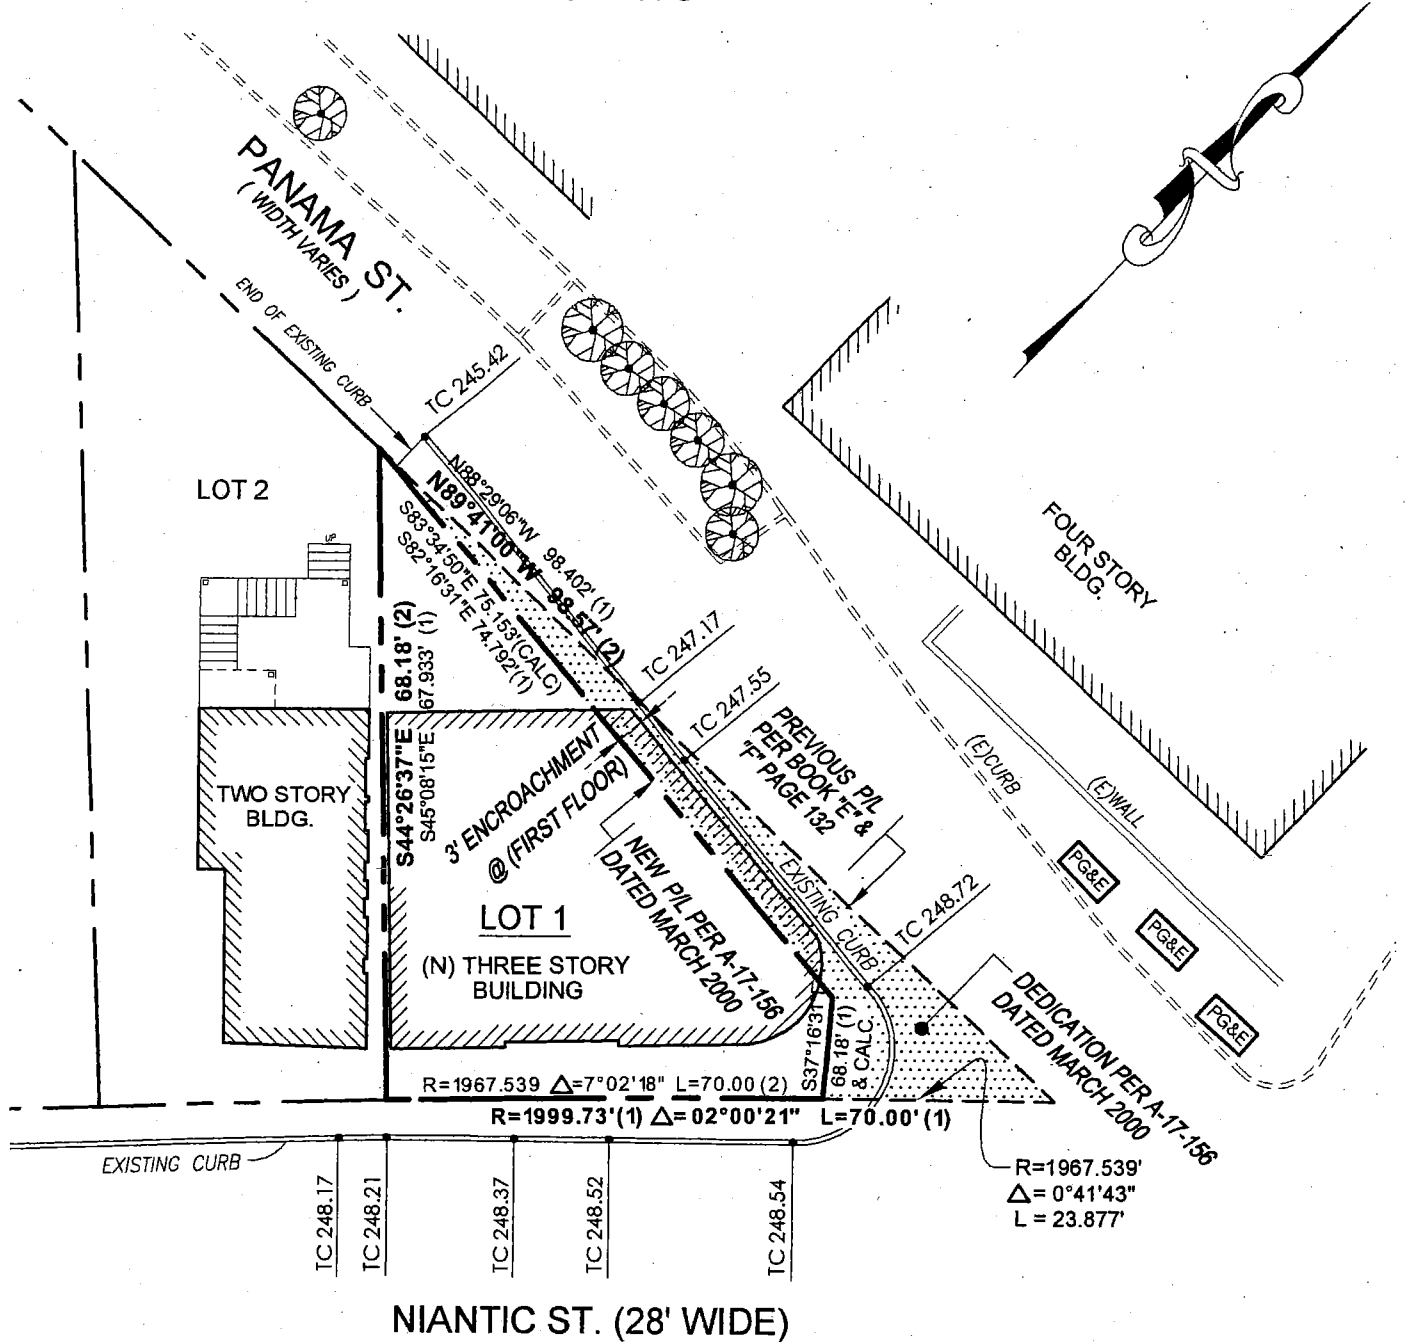 PANAMA ST.
( WIDTH VARIES )
END OF EXISTING CURB
TC 245.42
LOT 2
UP
N88°29'06"W 98.402' (1)
N89°41'00"W 98.57' (2)
S83°34'50"E 75.153'(CALC)
S82°16'31"E 74.792'(1)
FOUR STORY
BLDG.
68.18' (2)
67.933' (1)
S44°26'37"E
S45°08'15"E
TC 247.17
TC 247.55
PREVIOUS P/L
PER BOOK "E" &
"F" PAGE 132
(E)CURB
(E)WALL
TWO STORY
BLDG.
3' ENCROACHMENT
@ (FIRST FLOOR)
NEW P/L PER A-17-156
DATED MARCH 2000
EXISTING CURB
TC 248.72
PG&E
PG&E
PG&E
LOT 1
(N) THREE STORY
BUILDING
S37°16'31"
68.18' (1)
& CALC.
DEDICATION PER A-17-156
DATED MARCH 2000
R=1967.539 Δ=7°02'18" L=70.00 (2)
R=1999.73'(1) Δ= 02°00'21" L=70.00' (1)
EXISTING CURB
R=1967.539'
Δ= 0°41'43"
L = 23.877'
TC 248.17
TC 248.21
TC 248.37
TC 248.52
TC 248.54
NIANTIC ST. (28' WIDE)